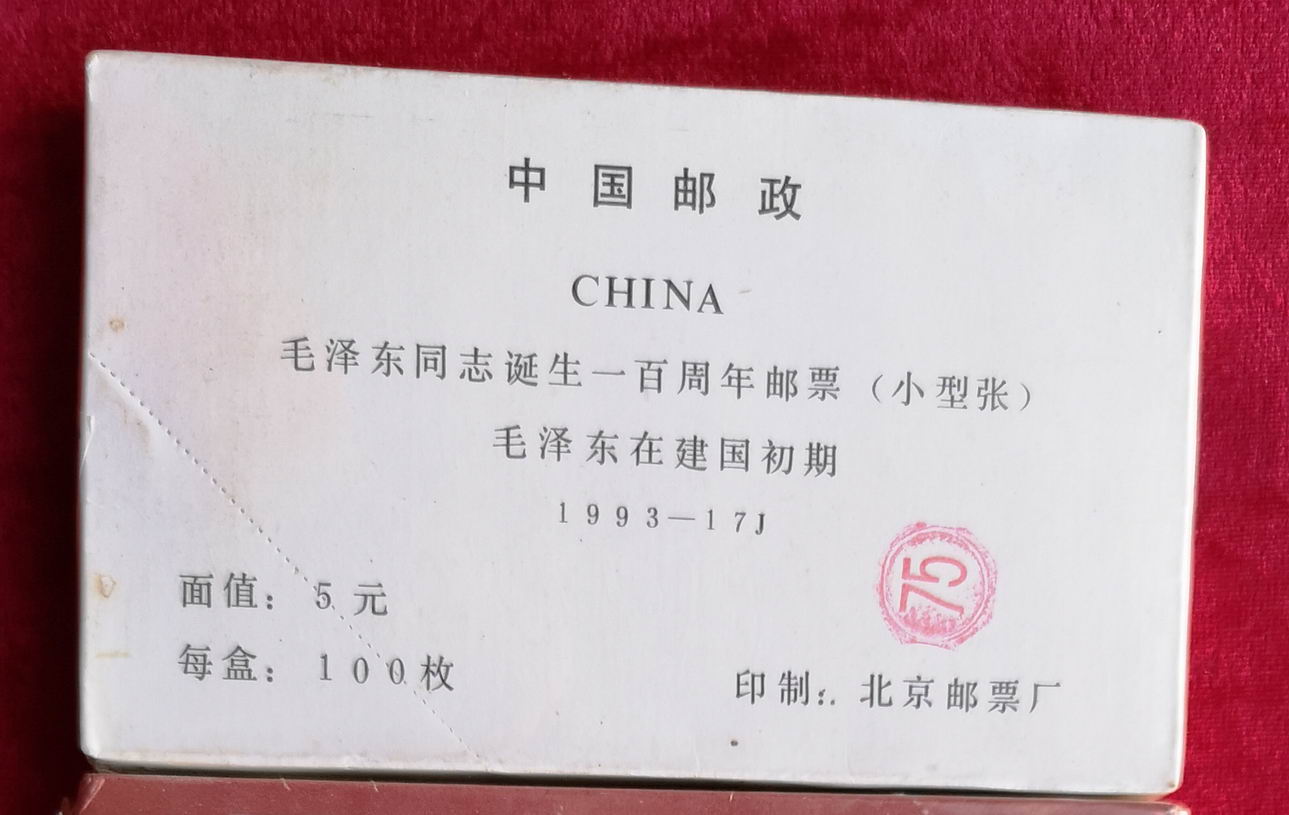 中国邮政
CHINA
毛泽东同志诞生一百周年邮票（小型张）
毛泽东在建国初期
1993—17J
75
面值：5元
每盒：100枚
印制：北京邮票厂